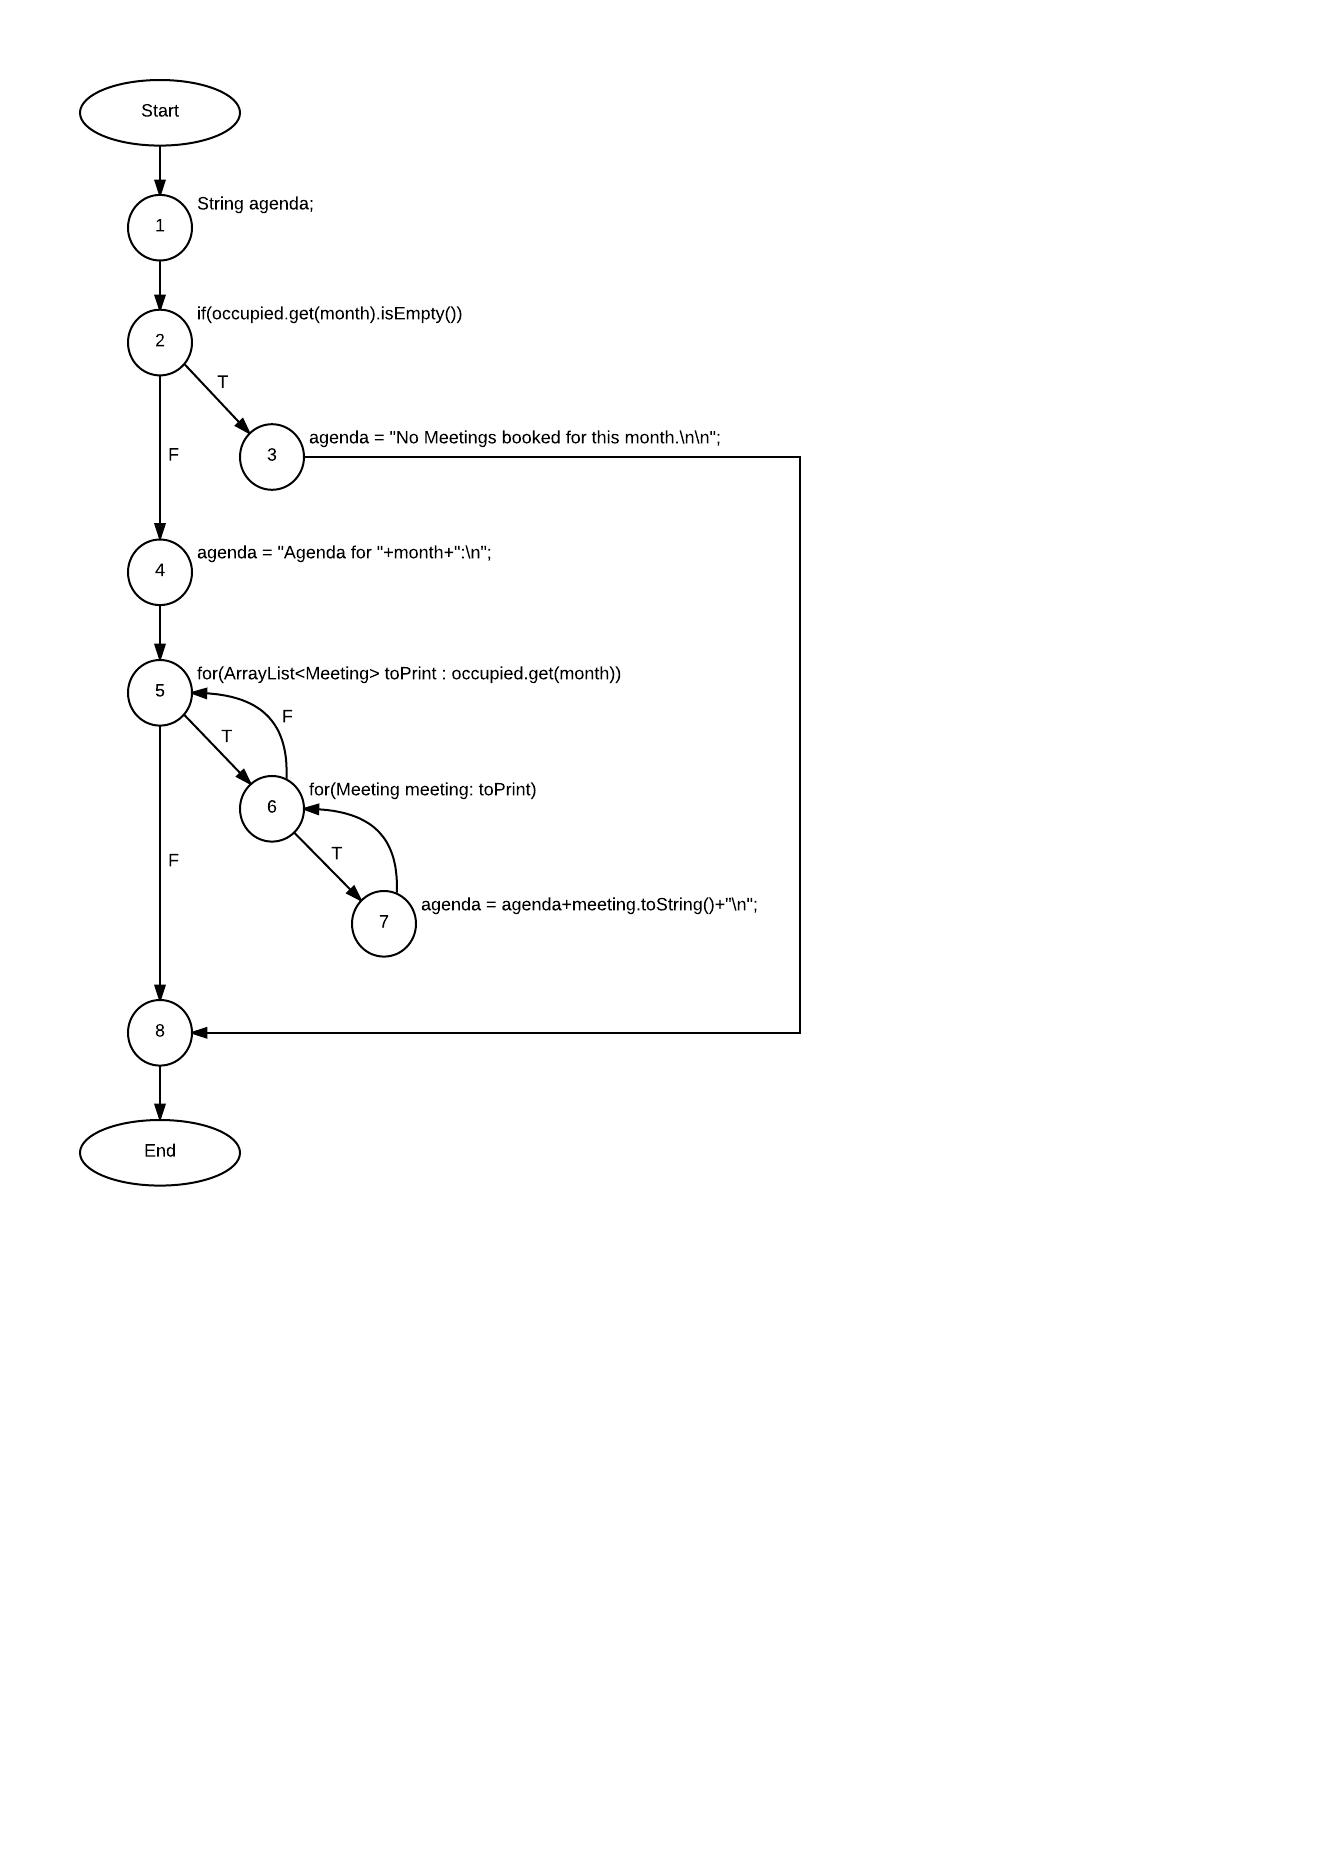 Start
String agenda;
1
if(occupied.get(month).isEmpty())
2
T
agenda = "No Meetings booked for this month.\n\n";
3
F
agenda = "Agenda for "+month+":\n";
4
for(ArrayList<Meeting> toPrint : occupied.get(month))
5
F
T
for(Meeting meeting: toPrint)
6
T
F
agenda = agenda+meeting.toString()+"\n";
7
8
End